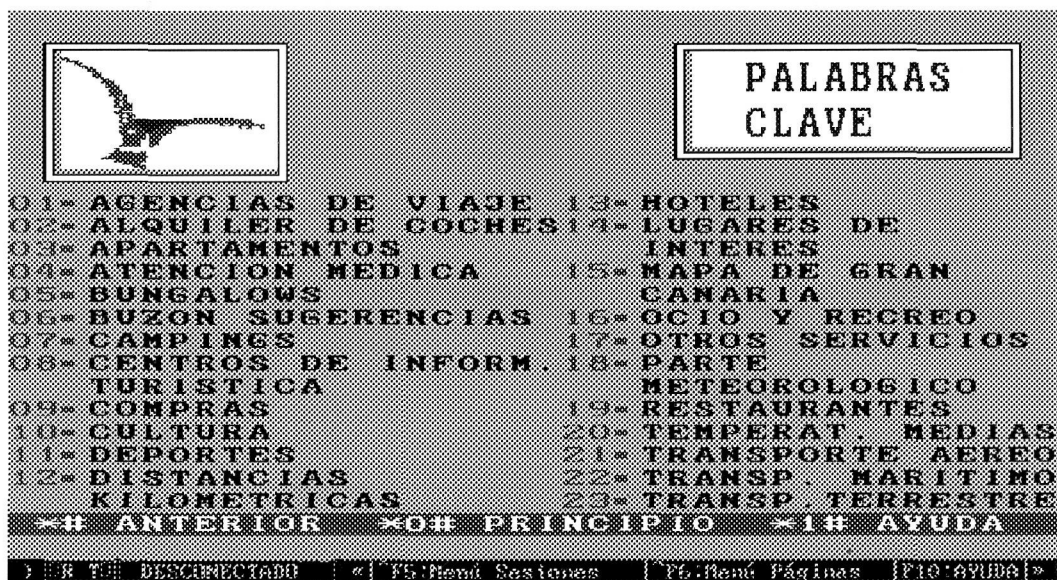 PALABRAS
CLAVE
01- AGENCIAS DE VIAJE
02- ALQUILER DE COCHES
03- APARTAMENTOS
04- ATENCION MEDICA
05- BUNGALOWS
06- BUZON SUGERENCIAS
07- CAMPINGS
08- CENTROS DE INFORM.
TURISTICA
09- COMPRAS
10- CULTURA
11- DEPORTES
12- DISTANCIAS
KILOMETRICAS
13- HOTELES
14- LUGARES DE
INTERES
15- MAPA DE GRAN
CANARIA
16- OCIO Y RECREO
17- OTROS SERVICIOS
18- PARTE
METEOROLOGICO
19- RESTAURANTES
20- TEMPERAT. MEDIAS
21- TRANSPORTE AEREO
22- TRANSP. MARITIMO
23- TRANSP.TERRESTRE
*# ANTERIOR *0# PRINCIPIO *1# AYUDA
DESCONECTADO «[^F5:Menú Sesiones [^F6:Menú Páginas [F10:AYUDA]»